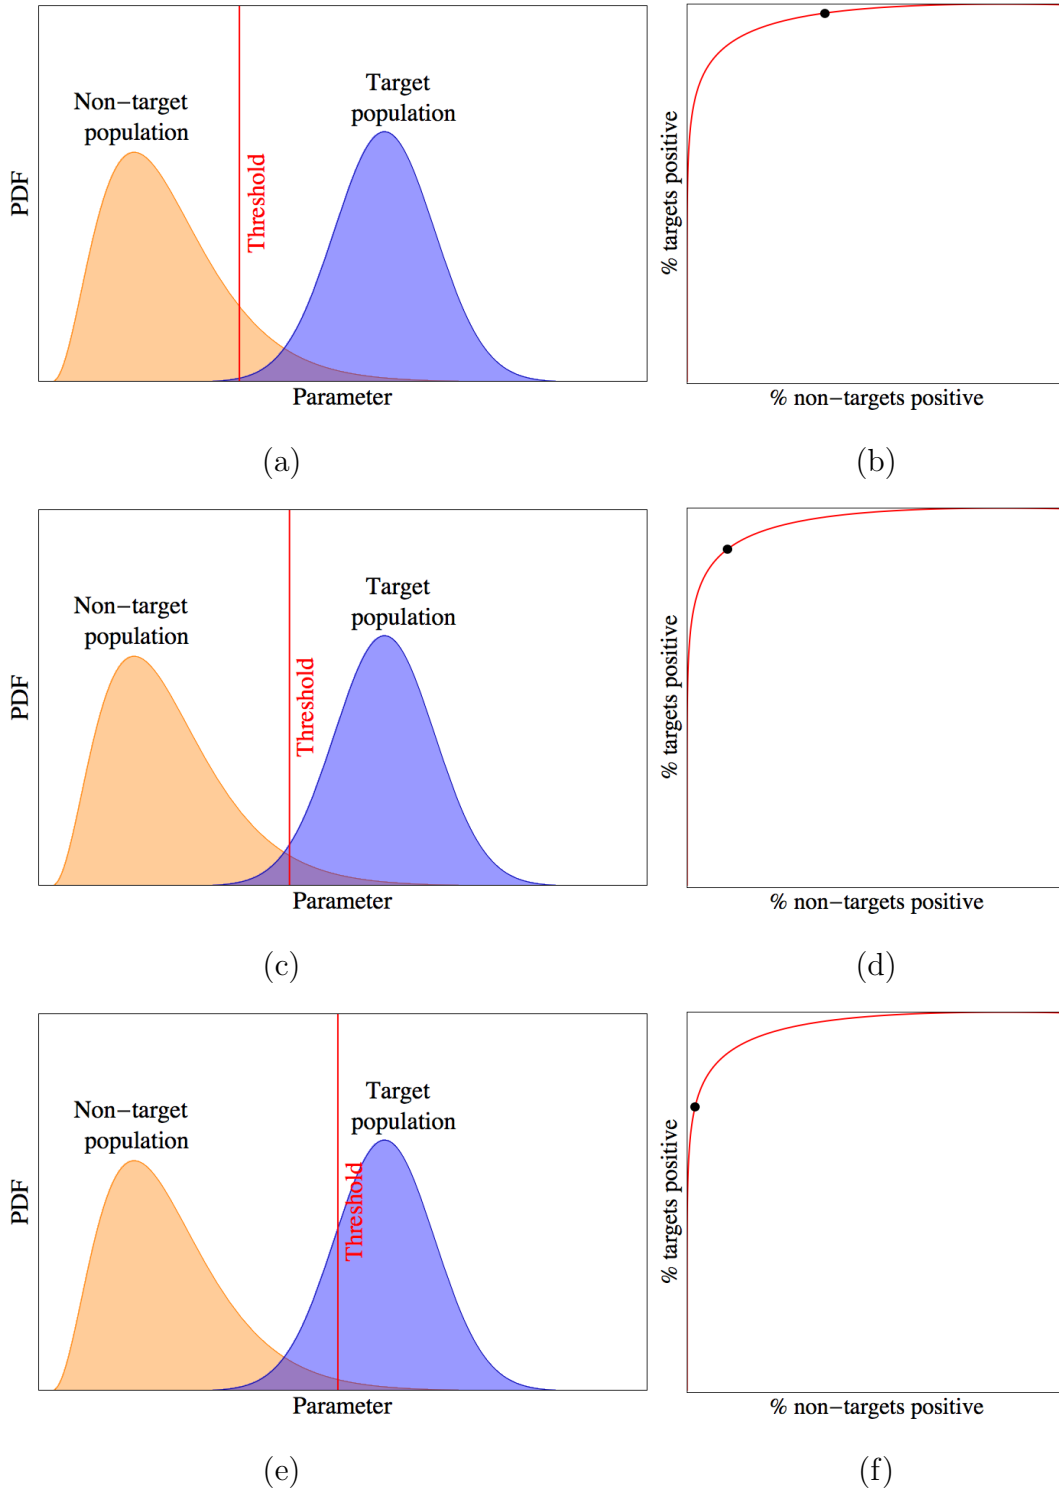 Non−target
population
Target
population
Threshold
PDF
Parameter
% targets positive
% non−targets positive
(a)
(b)
Non−target
population
Target
population
Threshold
PDF
Parameter
% targets positive
% non−targets positive
(c)
(d)
Non−target
population
Target
population
Threshold
PDF
Parameter
% targets positive
% non−targets positive
(e)
(f)